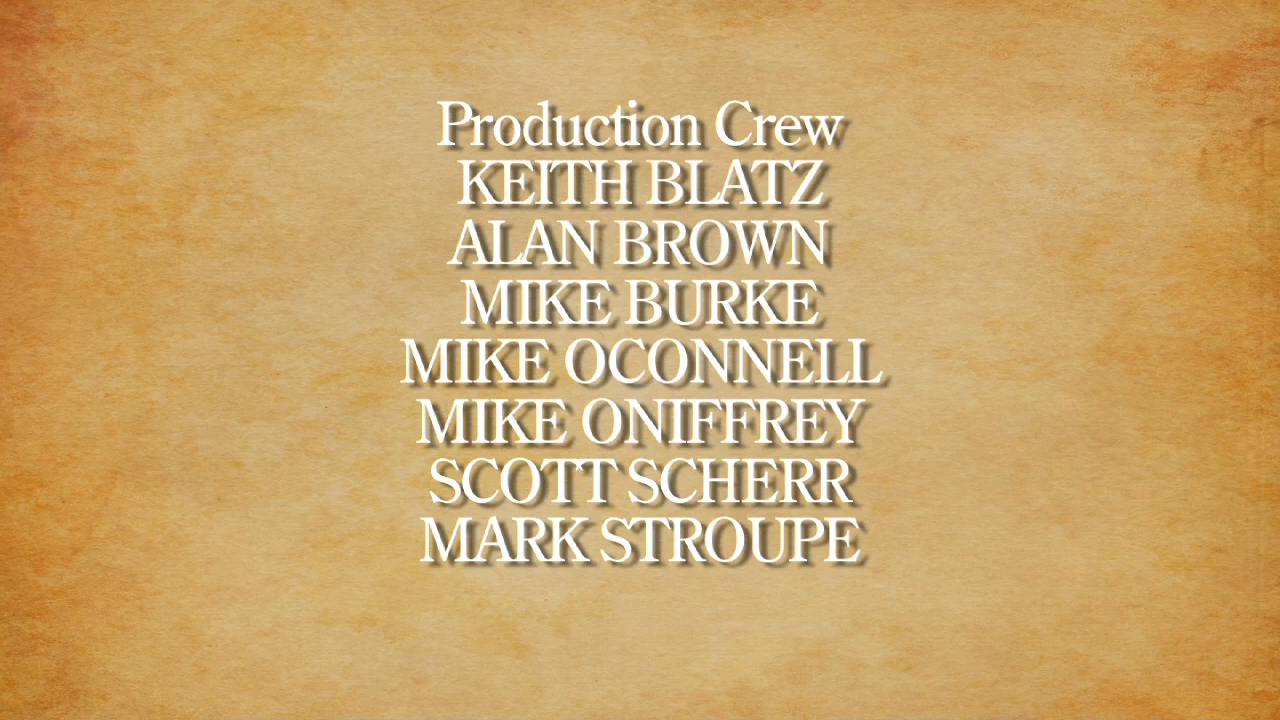 Production Crew
KEITH BLATZ
ALAN BROWN
MIKE BURKE
MIKE OCONNELL
MIKE ONIFFREY
SCOTT SCHERR
MARK STROUPE